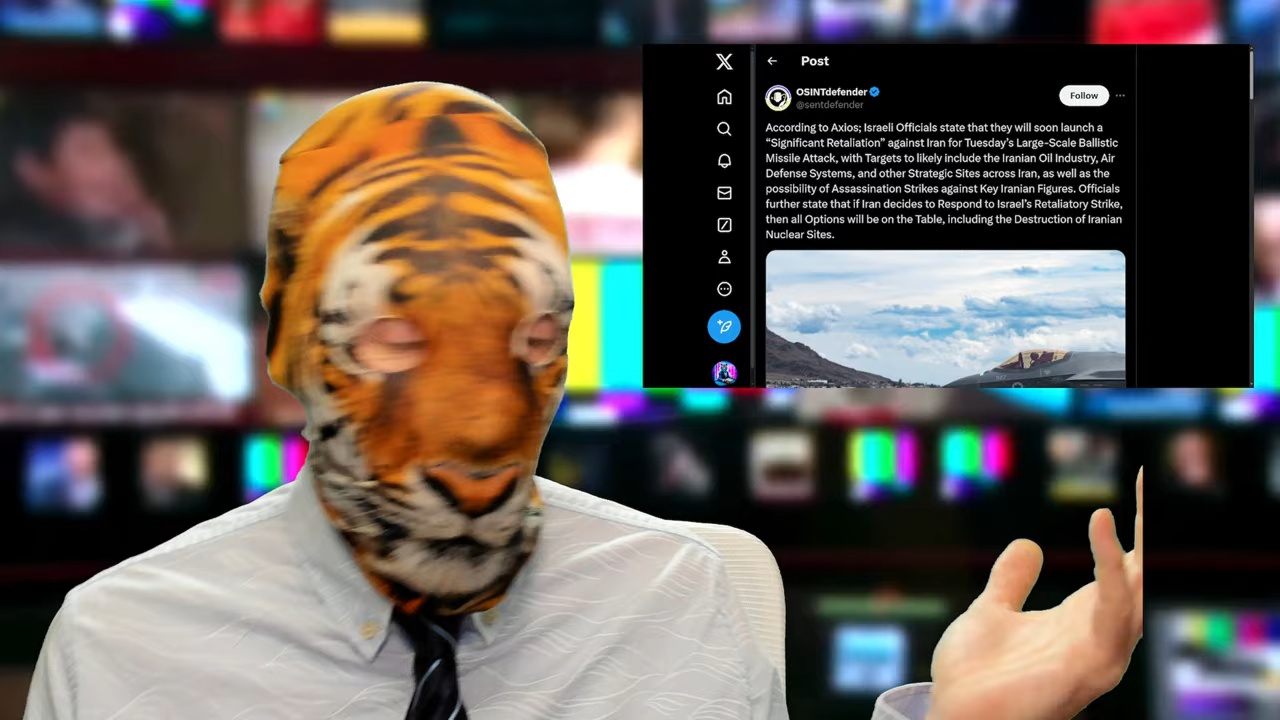 Post
OSINTdefender
@sentdefender
Follow
According to Axios; Israeli Officials state that they will soon launch a
“Significant Retaliation” against Iran for Tuesday's Large-Scale Ballistic
Missile Attack, with Targets to likely include the Iranian Oil Industry, Air
Defense Systems, and other Strategic Sites across Iran, as well as the
possibility of Assassination Strikes against Key Iranian Figures. Officials
further state that if Iran decides to Respond to Israel's Retaliatory Strike,
then all Options will be on the Table, including the Destruction of Iranian
Nuclear Sites.